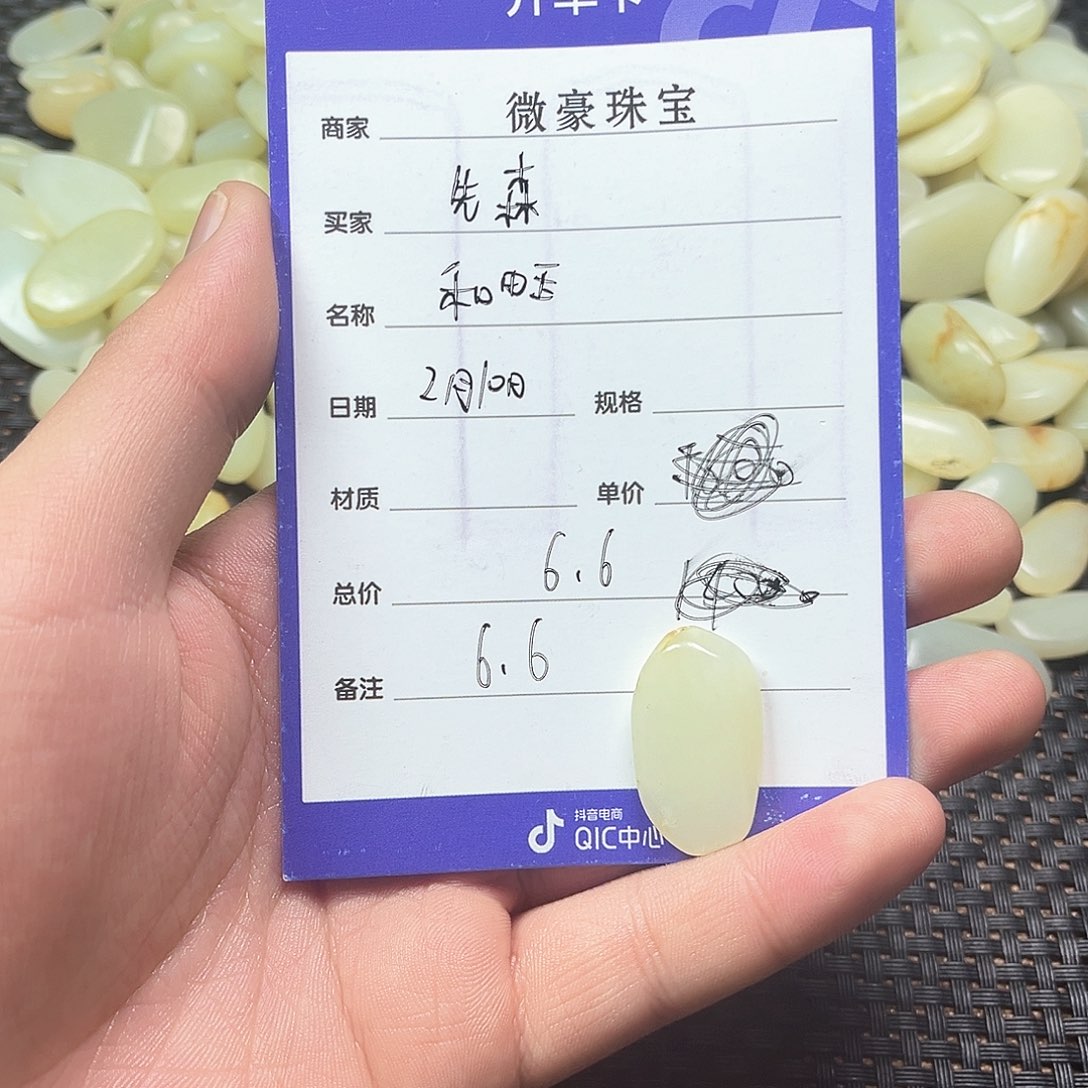 商家 微豪珠宝
买家 先森
名称 和田玉
日期 2月10日 规格
材质 单价
总价 6.6
备注 6.6
抖音电商
QIC中心